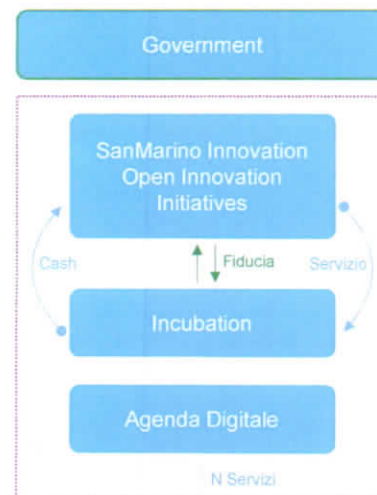 Government
SanMarino Innovation
Open Innovation
Initiatives
Cash
Fiducia
Servizio
Incubation
Agenda Digitale
N Servizi